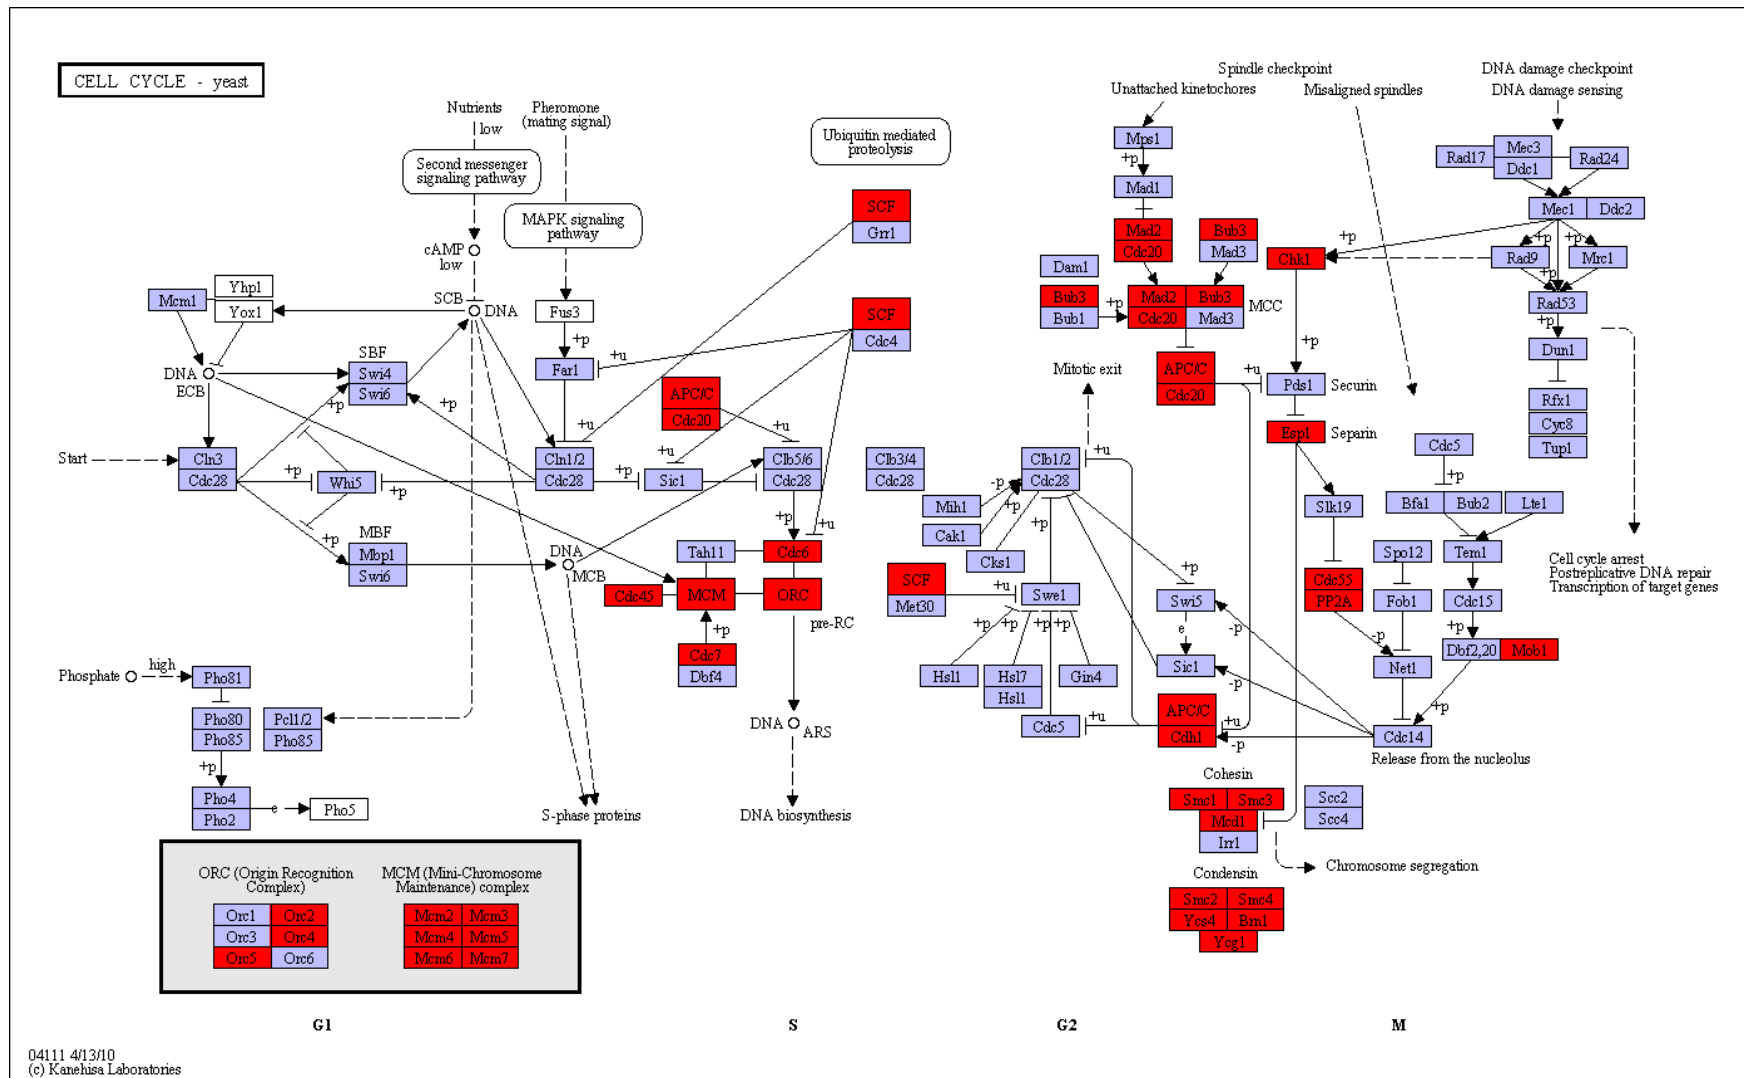 CELL CYCLE - yeast
Nutrients
low
Pheromone
(mating signal)
Second messenger
signaling pathway
MAPK signaling
pathway
Ubiquitin mediated
proteolysis
cAMP
low
SCB
DNA
Mcm1
Yhp1
Yox1
DNA
ECB
SBF
Swi4
Swi6
+p
+p
Fus3
+p
Far1
+u
+u
SCF
Grr1
SCF
Cdc4
APC/C
Cdc20
Start
Cln3
Cdc28
+p
Whi5
+p
+p
Cln1/2
Cdc28
+p
+u
Sic1
Clb5/6
Cdc28
Clb3/4
Cdc28
MBF
Mbp1
Swi6
DNA
MCB
+p
+u
Tah11
Cdc6
Cdc45
MCM
ORC
pre-RC
+p
Cdc7
Dbf4
DNA
ARS
S-phase proteins
DNA biosynthesis
Phosphate
high
Pho81
Pho80
Pho85
Pcl1/2
Pho85
+p
Pho4
Pho2
e
Pho5
ORC (Origin Recognition
Complex)
Orc1
Orc2
Orc3
Orc4
Orc5
Orc6
MCM (Mini-Chromosome
Maintenance) complex
Mcm2
Mcm3
Mcm4
Mcm5
Mcm6
Mcm7
Spindle checkpoint
Unattached kinetochores
Misaligned spindles
Mps1
+p
Mad1
Mad2
Cdc20
Bub3
Mad3
Dam1
Bub3
Bub1
+p
Mad2
Bub3
Cdc20
Mad3
MCC
APC/C
Cdc20
+u
Mitotic exit
DNA damage checkpoint
DNA damage sensing
Rad17
Mec3
Ddc1
Rad24
Mec1
Ddc2
+p
Chk1
+p
+p
Rad9
+p
Mrc1
Rad53
+p
Dun1
Rfx1
Cyc8
Tup1
Cell cycle arrest
Postreplicative DNA repair
Transcription of target genes
+p
Pds1
Securin
Esp1
Separin
Slk19
Cdc55
PP2A
-p
Cdc5
+p
Bfa1
Bub2
Lte1
Spo12
Tem1
Fob1
Cdc15
+p
Dbf2,20
Mob1
Net1
+p
Cdc14
Release from the nucleolus
Clb1/2
Cdc28
+u
Mih1
-p
Cak1
+p
Cks1
+p
SCF
Met30
+u
Swe1
+p
+p
+p
+p
Hsl1
Hsl7
Hsl1
Gin4
Cdc5
+u
+p
Swi5
e
Sic1
-p
-p
APC/C
Cdh1
+u
-p
Cohesin
Smc1
Smc3
Mcd1
Irr1
Scc2
Scc4
Chromosome segregation
Condensin
Smc2
Smc4
Ycs4
Brn1
Ycg1
G1
S
G2
M
04111 4/13/10
(c) Kanehisa Laboratories